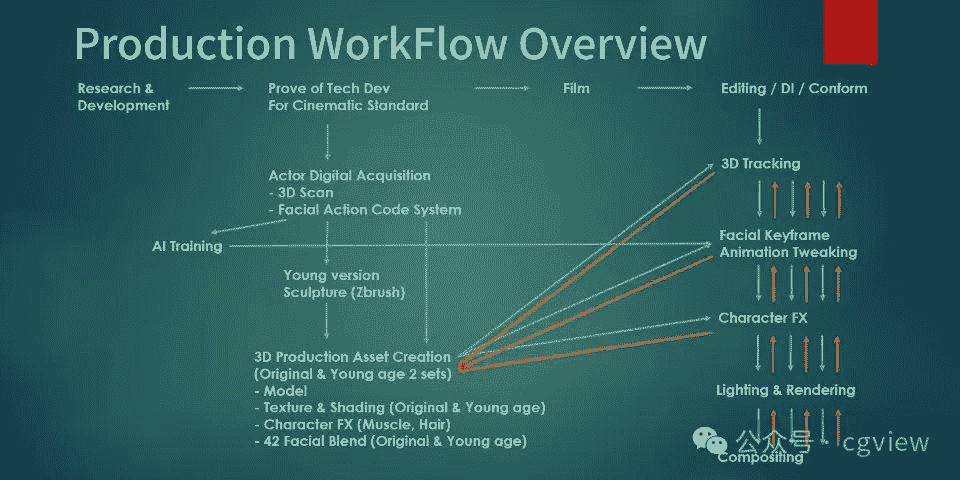 Production WorkFlow Overview
Research &
Development
Prove of Tech Dev
For Cinematic Standard
Film
Editing / DI / Conform
Actor Digital Acquisition
- 3D Scan
- Facial Action Code System
AI Training
Young version
Sculpture (Zbrush)
3D Production Asset Creation
(Original & Young age 2 sets)
- Model
- Texture & Shading (Original & Young age)
- Character FX (Muscle, Hair)
- 42 Facial Blend (Original & Young age)
3D Tracking
Facial Keyframe
Animation Tweaking
Character FX
Lighting & Rendering
Compositing
公众号 · cgview